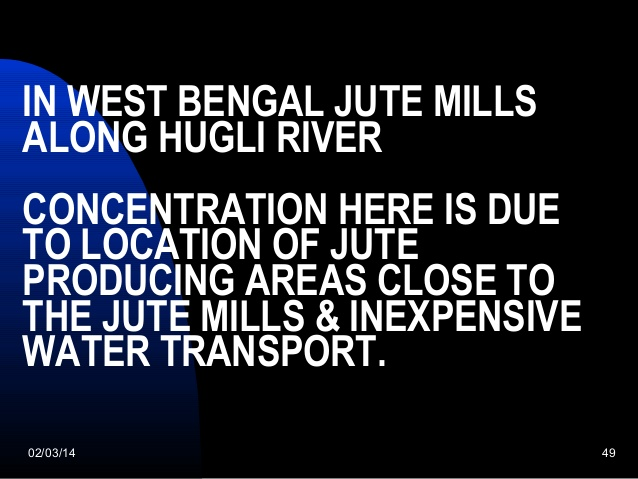 IN WEST BENGAL JUTE MILLS
ALONG HUGLI RIVER
CONCENTRATION HERE IS DUE
TO LOCATION OF JUTE
PRODUCING AREAS CLOSE TO
THE JUTE MILLS & INEXPENSIVE
WATER TRANSPORT.
02/03/14
49